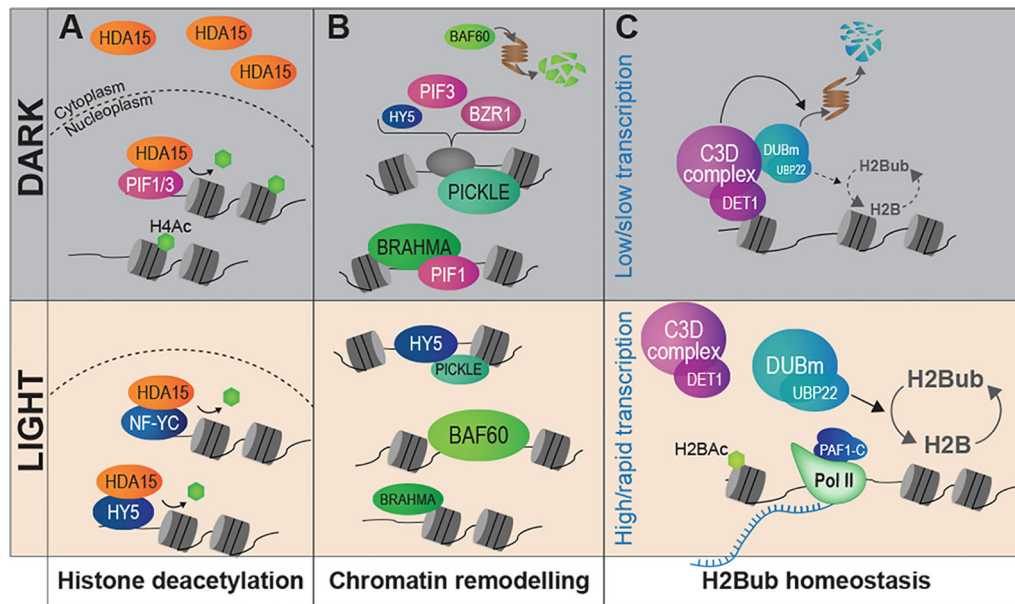 A
HDA15
HDA15
HDA15
Cytoplasm
Nucleoplasm
HDA15
PIF1/3
H4Ac
B
BAF60
PIF3
HY5
BZR1
PICKLE
BRAHMA
PIF1
C
Low/slow transcription
C3D
complex
DET1
DUBm
UBP22
H2Bub
H2B
DARK
LIGHT
HDA15
NF-YC
HDA15
HY5
HY5
PICKLE
BAF60
BRAHMA
High/rapid transcription
C3D
complex
DET1
DUBm
UBP22
H2Bub
H2B
H2BAc
PAF1-C
Pol II
Histone deacetylation
Chromatin remodelling
H2Bub homeostasis